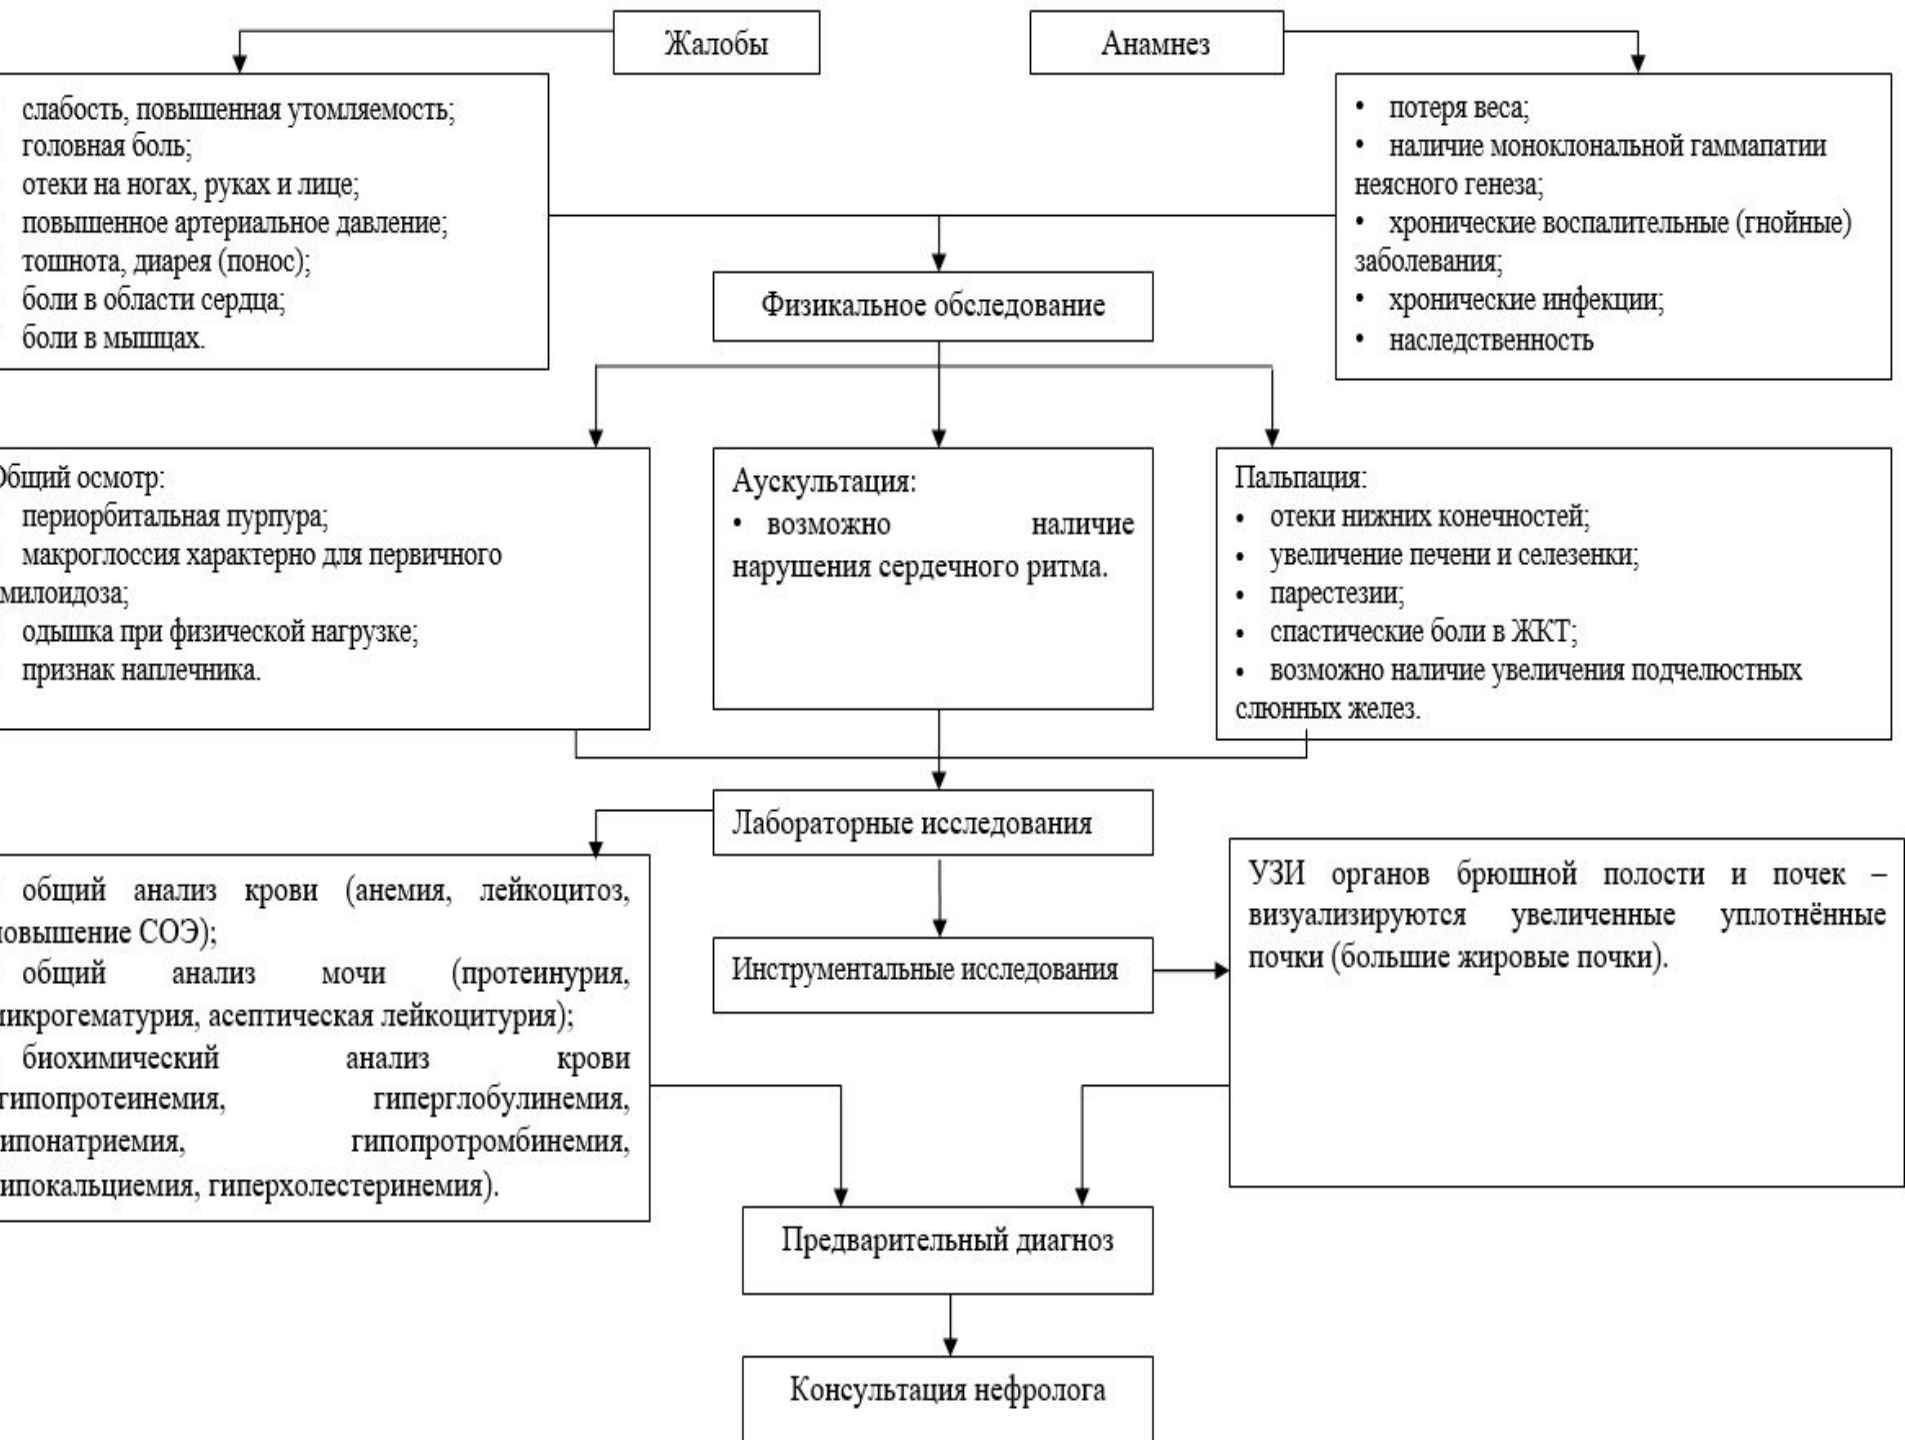 Жалобы
Анамнез
слабость, повышенная утомляемость;
головная боль;
отеки на ногах, руках и лице;
повышенное артериальное давление;
тошнота, диарея (понос);
боли в области сердца;
боли в мышцах.
• потеря веса;
• наличие моноклональной гаммапатии
неясного генеза;
• хронические воспалительные (гнойные)
заболевания;
• хронические инфекции;
• наследственность
Физикальное обследование
Общий осмотр:
периорбитальная пурпура;
макроглоссия характерно для первичного
милоидоза;
одышка при физической нагрузке;
признак наплечника.
Аускультация:
• возможно наличие
нарушения сердечного ритма.
Пальпация:
• отеки нижних конечностей;
• увеличение печени и селезенки;
• парестезии;
• спастические боли в ЖКТ;
• возможно наличие увеличения подчелюстных
слюнных желез.
Лабораторные исследования
общий анализ крови (анемия, лейкоцитоз,
повышение СОЭ);
общий анализ мочи (протеинурия,
микрогематурия, асептическая лейкоцитурия);
биохимический анализ крови
гипопротеинемия, гиперглобулинемия,
ипонатриемия, гипопротромбинемия,
ипокальциемия, гиперхолестеринемия).
Инструментальные исследования
УЗИ органов брюшной полости и почек –
визуализируются увеличенные уплотнённые
почки (большие жировые почки).
Предварительный диагноз
Консультация нефролога